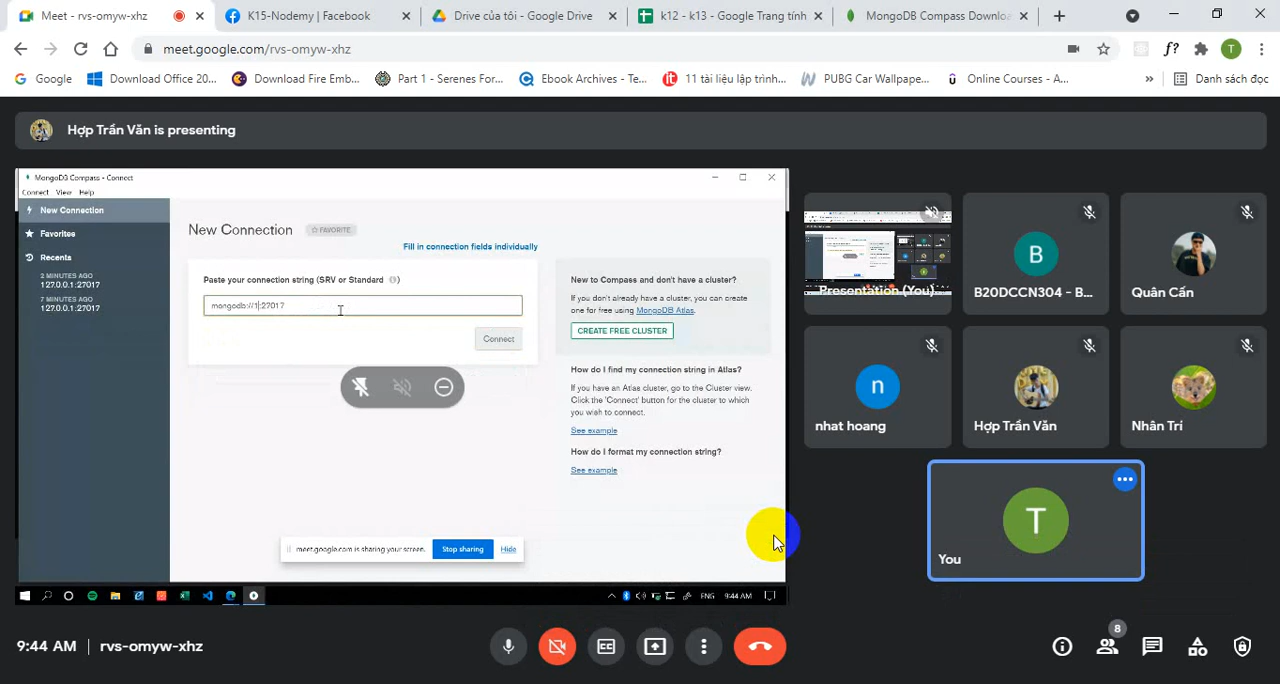 Meet - rvs-omyw-xhz
K15-Nodemy | Facebook
Drive của tôi - Google Drive
k12 - k13 - Google Trang tính
MongoDB Compass Downloa
meet.google.com/rvs-omyw-xhz
f?
T
Google
Download Office 20...
Download Fire Emb...
Part 1 - Serenes For...
Ebook Archives - Te...
11 tài liệu lập trình...
PUBG Car Wallpape...
Online Courses - A...
»
Danh sách đọc
Hợp Trần Văn is presenting
MongoDB Compass - Connect
Connect View Help
New Connection
Favorites
Recents
2 MINUTES AGO
127.0.0.1:27017
7 MINUTES AGO
127.0.0.1:27017
New Connection
FAVORITE
Fill in connection fields individually
Paste your connection string (SRV or Standard
mongodb://1:27017
Connect
New to Compass and don't have a cluster?
If you don't already have a cluster, you can create
one for free using MongoDB Atlas.
CREATE FREE CLUSTER
How do I find my connection string in Atlas?
If you have an Atlas cluster, go to the Cluster view.
Click the 'Connect' button for the cluster to which
you wish to connect.
See example
How do I format my connection string?
See example
meet.google.com is sharing your screen.
Stop sharing
Hide
ENG
9:44 AM
Presentation (You)
B
B20DCCN304 - B...
Quân Cấn
n
nhat hoang
Hợp Trần Văn
Nhân Trí
T
You
9:44 AM | rvs-omyw-xhz
CC
8